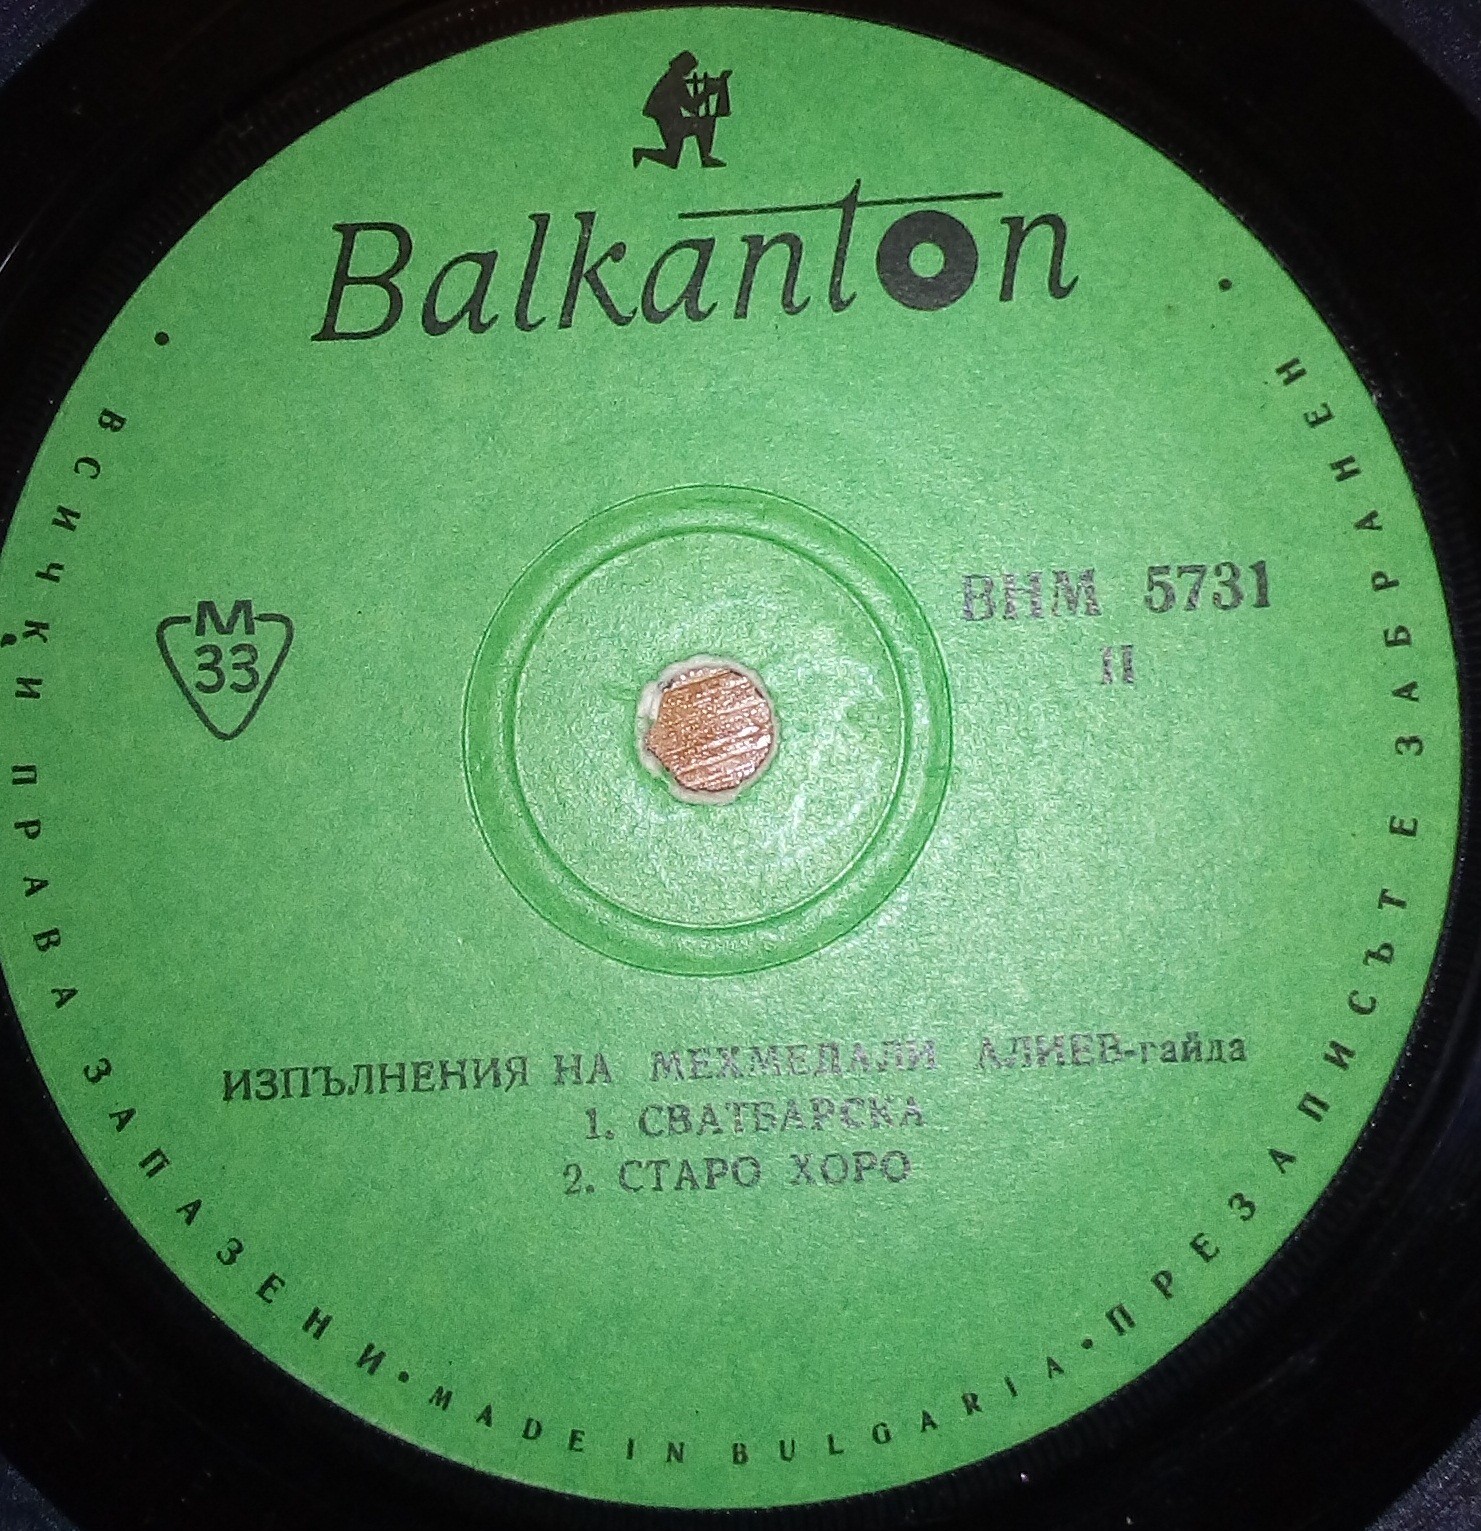 Balkanton
ВНМ 5731
II
М
33
ИЗПЪЛНЕНИЯ НА МЕХМЕДАЛИ АЛИЕВ-гайда
1. СВАТБАРСКА
2. СТАРО ХОРО
• ВСИЧКИ ПРАВА ЗАПАЗЕНИ • MADE IN BULGARIA • ПРЕЗАПИСЪТ Е ЗАБРАНЕН •